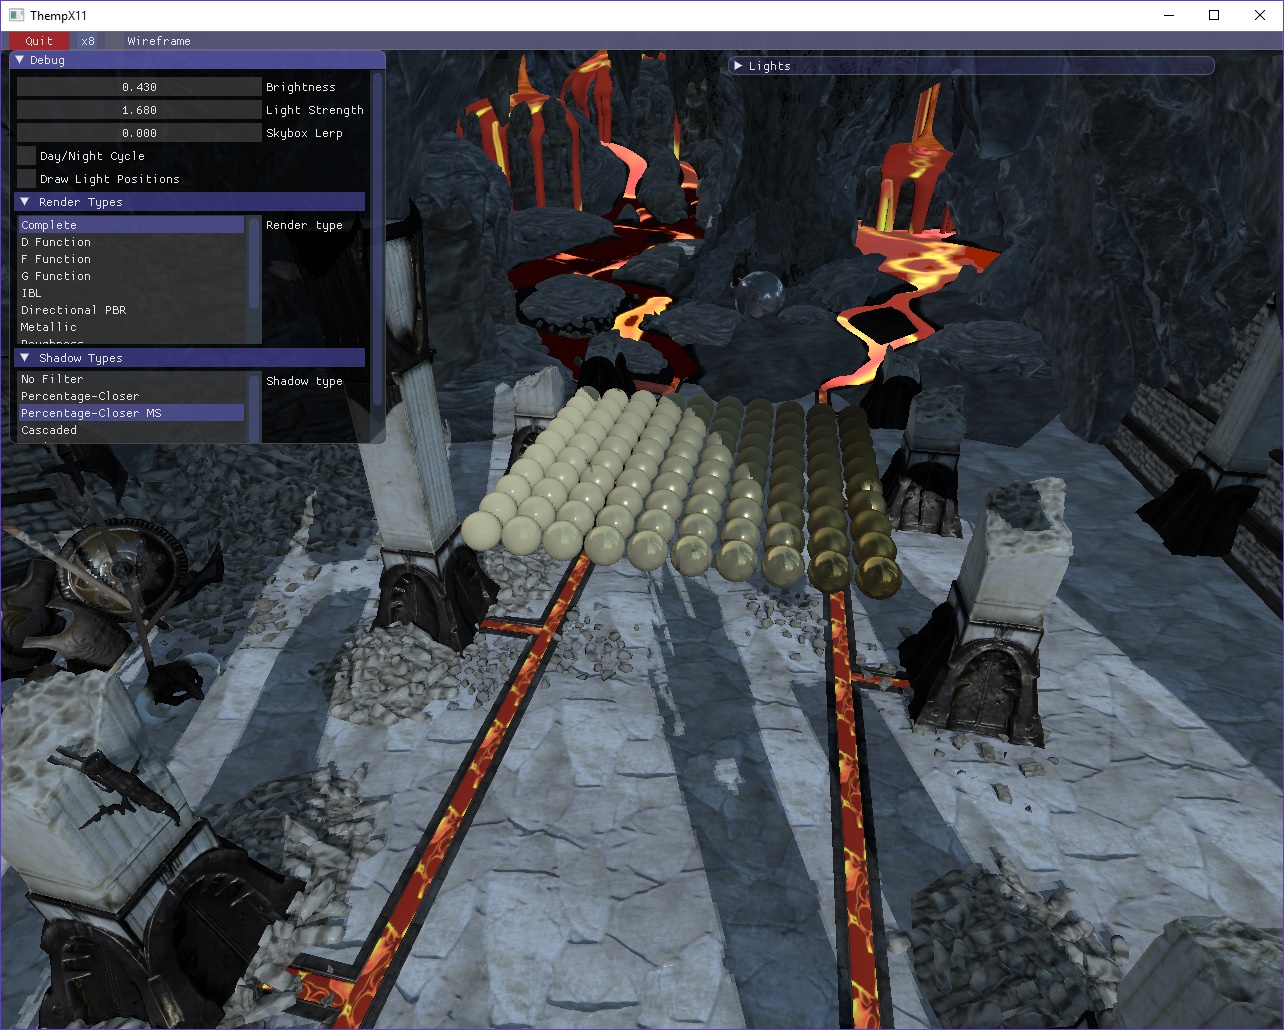 ThempX11
Quit x8 Wireframe
Debug
Lights
0.430 Brightness
1.680 Light Strength
0.000 Skybox Lerp
Day/Night Cycle
Draw Light Positions
Render Types
Complete Render type
D Function
F Function
G Function
IBL
Directional PBR
Metallic
Roughness
Shadow Types
No Filter Shadow type
Percentage-Closer
Percentage-Closer MS
Cascaded